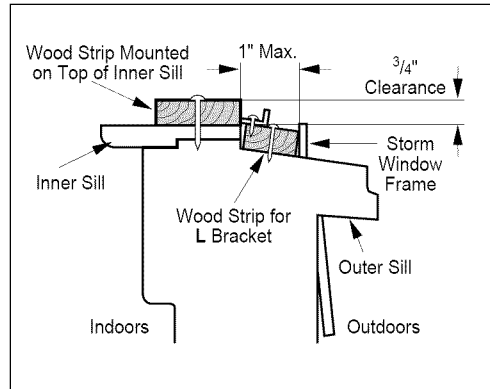 Wood Strip Mounted
on Top of Inner Sill
1" Max.
3/4"
Clearance
Inner Sill
Storm
Window
Frame
Wood Strip for
L Bracket
Outer Sill
Indoors
Outdoors